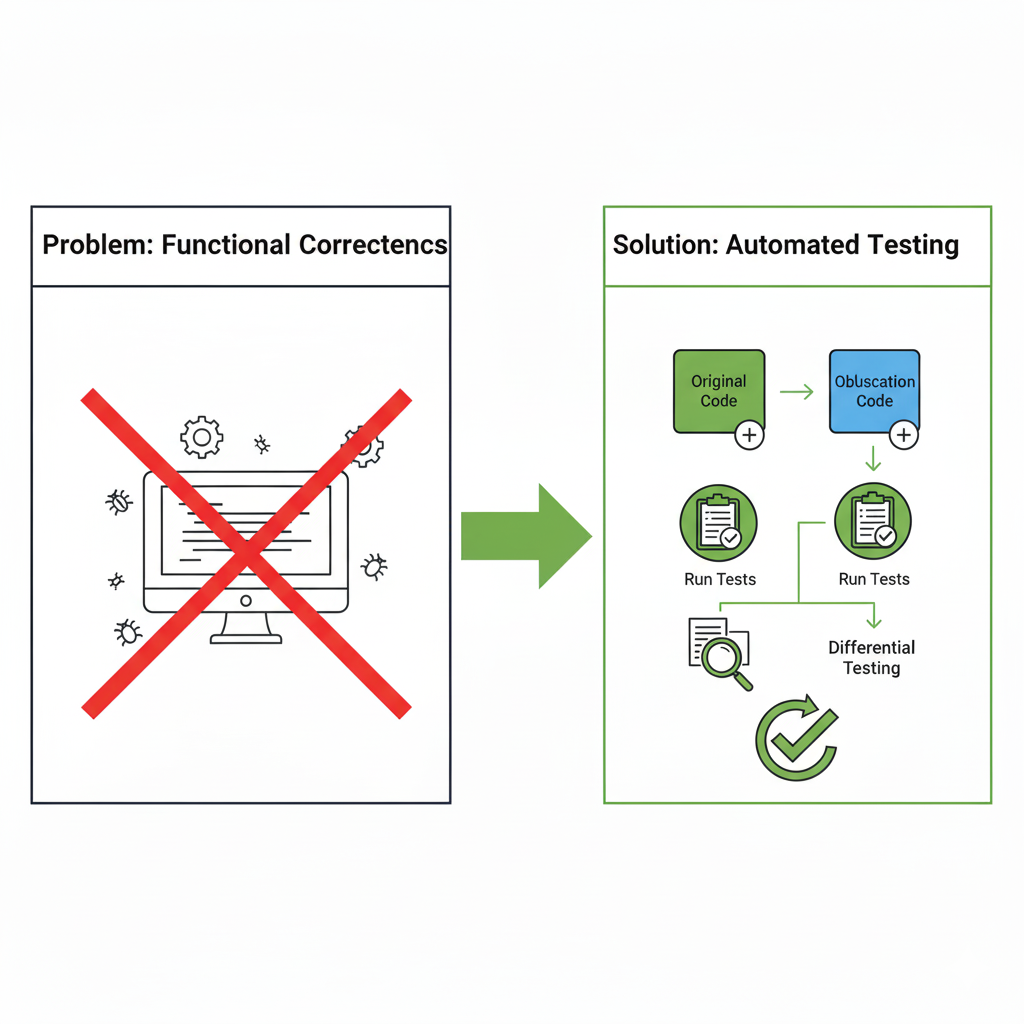 Problem: Functional Correctencs
Solution: Automated Testing
Original
Code
Obluscation
Code
Run Tests
Run Tests
Differential
Testing